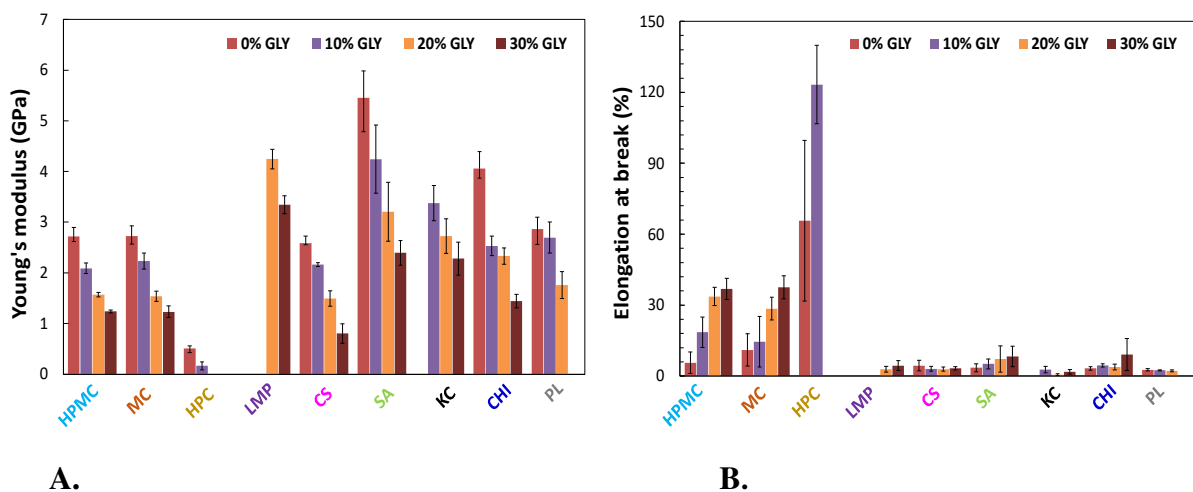 7
6
5
4
3
2
1
0
Young's modulus (GPa)
0% GLY 10% GLY 20% GLY 30% GLY
HPMC MC HPC LMP CS SA KC CHI PL
A.
150
120
90
60
30
0
Elongation at break (%)
0% GLY 10% GLY 20% GLY 30% GLY
HPMC MC HPC LMP CS SA KC CHI PL
B.